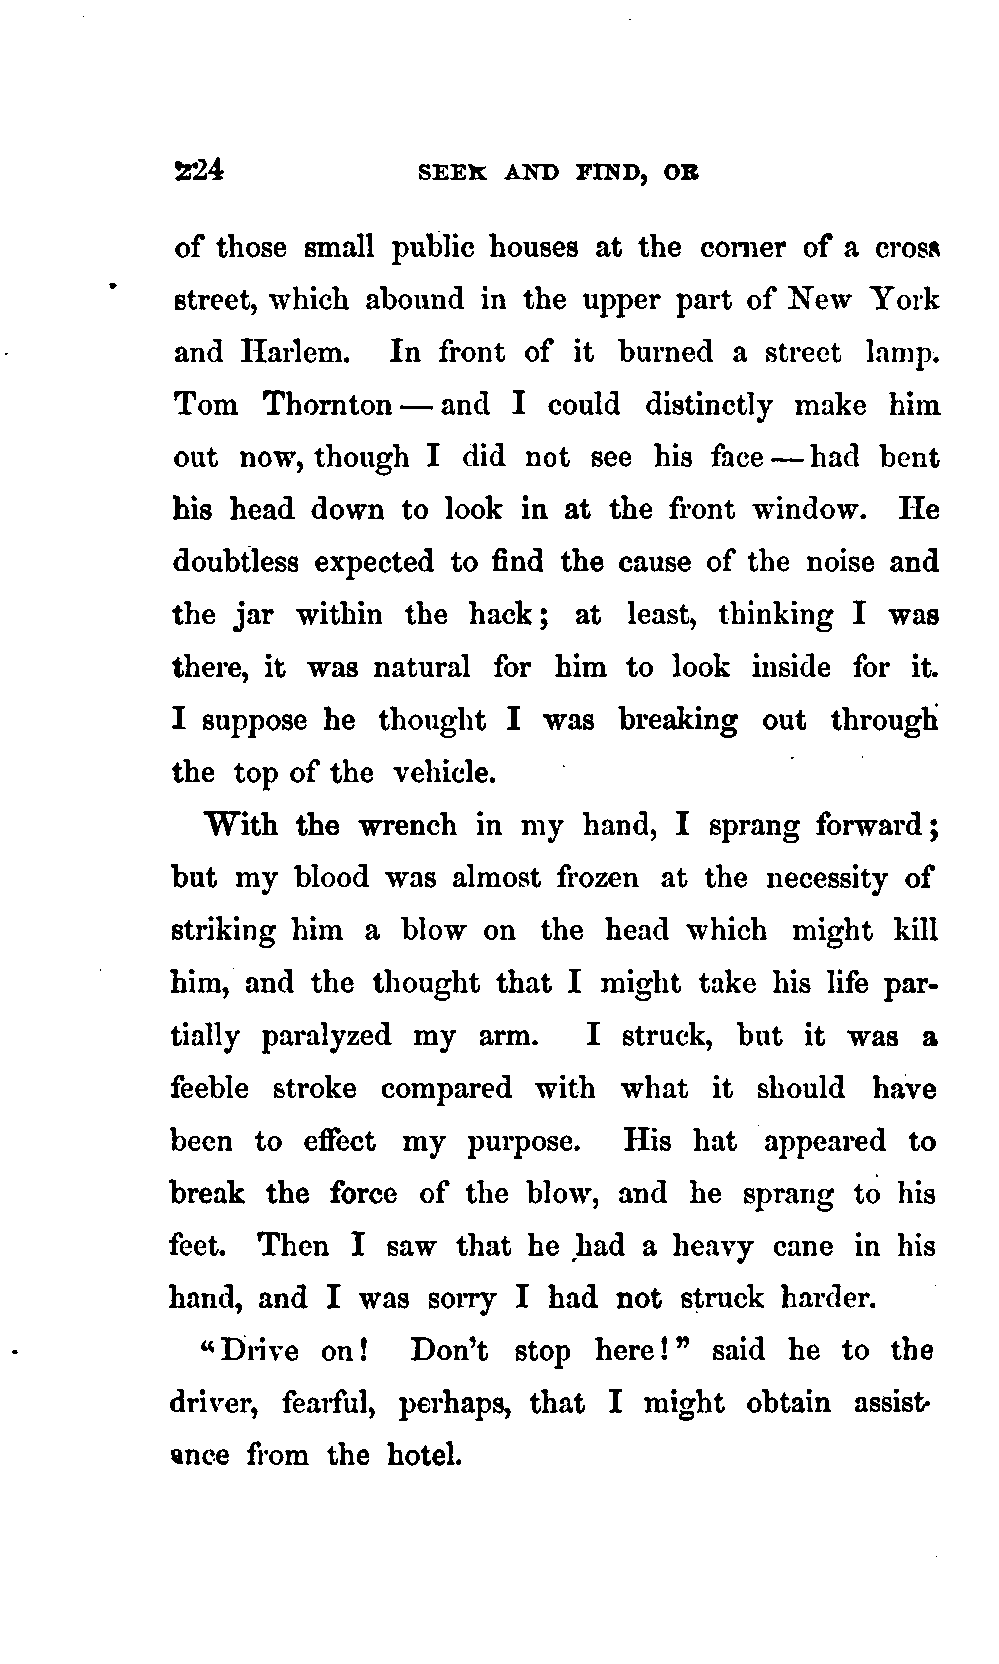 224 SEEK AND FIND, OR
of those small public houses at the corner of a cross
street, which abound in the upper part of New York
and Harlem. In front of it burned a street lamp.
Tom Thornton — and I could distinctly make him
out now, though I did not see his face — had bent
his head down to look in at the front window. He
doubtless expected to find the cause of the noise and
the jar within the hack; at least, thinking I was
there, it was natural for him to look inside for it.
I suppose he thought I was breaking out through
the top of the vehicle.
With the wrench in my hand, I sprang forward;
but my blood was almost frozen at the necessity of
striking him a blow on the head which might kill
him, and the thought that I might take his life par-
tially paralyzed my arm. I struck, but it was a
feeble stroke compared with what it should have
been to effect my purpose. His hat appeared to
break the force of the blow, and he sprang to his
feet. Then I saw that he had a heavy cane in his
hand, and I was sorry I had not struck harder.
"Drive on! Don't stop here!" said he to the
driver, fearful, perhaps, that I might obtain assist-
ance from the hotel.